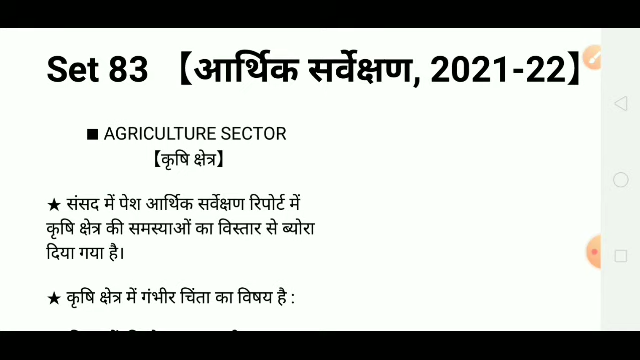 Set 83 【आर्थिक सर्वेक्षण, 2021-22】
■ AGRICULTURE SECTOR
【कृषि क्षेत्र】
★ संसद में पेश आर्थिक सर्वेक्षण रिपोर्ट में
कृषि क्षेत्र की समस्याओं का विस्तार से ब्योरा
दिया गया है।
★ कृषि क्षेत्र में गंभीर चिंता का विषय है :